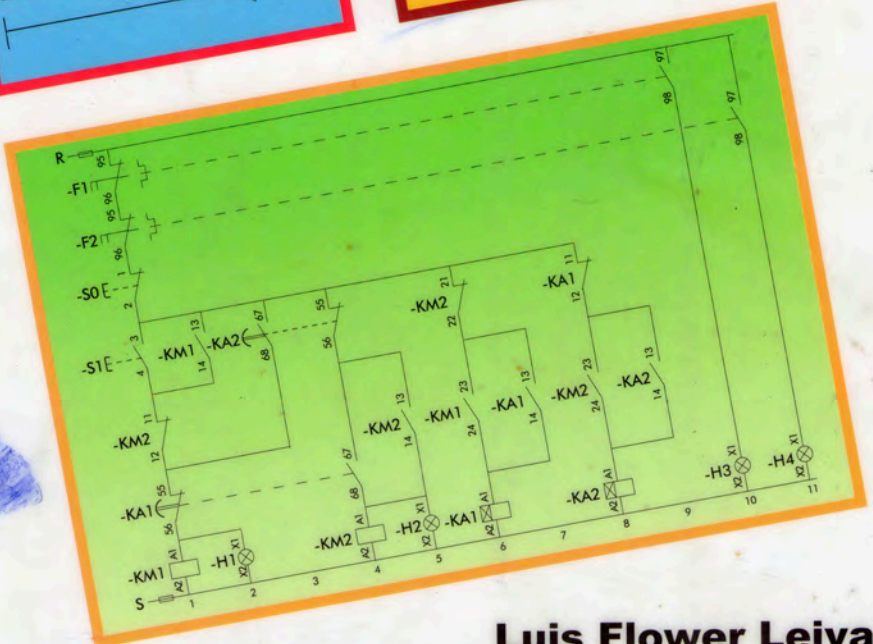 R
95
97
98
97
98
-F1
96
95
-F2
96
1
-S0E
2
3
-S1E
4
13
-KM1
14
67
-KA2
68
55
56
21
-KM2
22
11
-KA1
12
11
-KM2
12
13
-KM2
14
23
-KM1
24
13
-KA1
14
23
-KM2
24
13
-KA2
14
55
-KA1
56
67
68
A1
-KM1
A2
X1
-H1
X2
A1
-KM2
A2
X1
-H2
X2
A1
-KA1
A2
A1
-KA2
A2
X1
-H3
X2
X1
-H4
X2
S
1
2
3
4
5
6
7
8
9
10
11
Luis Flower Leiva